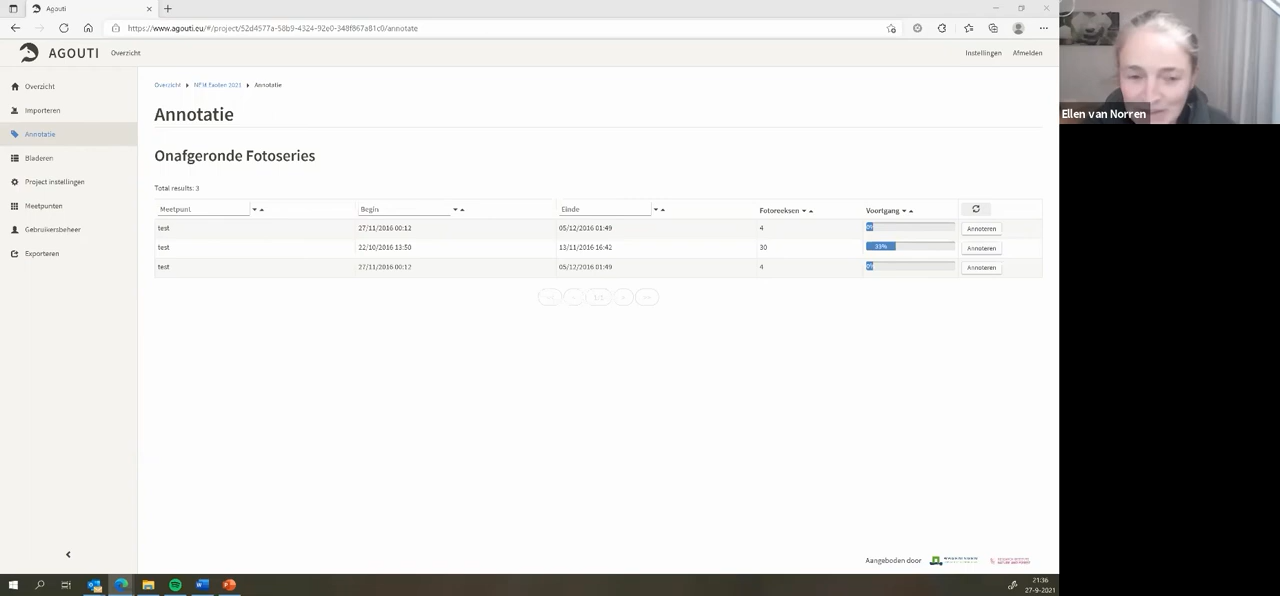 Agouti
https://www.agouti.eu/#/project/52d4577a-58b9-4324-92e0-348f867a81c0/annotate
AGOUTI
Overzicht
Instellingen
Afmelden
Overzicht
Importeren
Annotatie
Bladeren
Project instellingen
Meetpunten
Gebruikersbeheer
Exporteren
Overzicht NFW Exoten 2021 Annotatie
Annotatie
Onafgeronde Fotoseries
Total results: 3
Meetpunt Begin Einde Fotoreeksen Voortgang
test 27/11/2016 00:12 05/12/2016 01:49 4 Annoteren
test 22/10/2016 13:50 13/11/2016 16:42 30 33% Annoteren
test 27/11/2016 00:12 05/12/2016 01:49 4 Annoteren
Aangeboden door
Ellen van Norren
21:36
27-9-2021